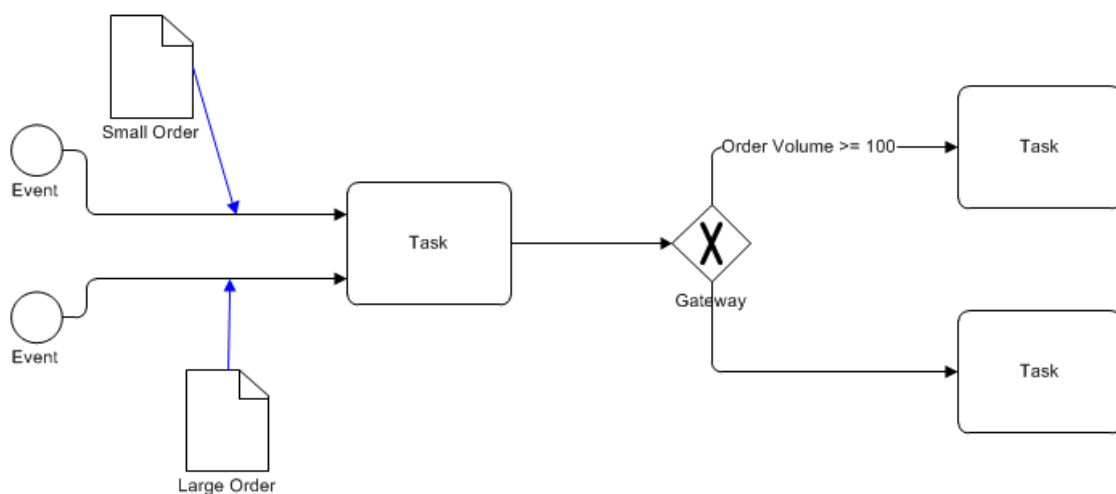 Small Order
Event
Order Volume >= 100
Task
Task
Gateway
Event
Task
Large Order